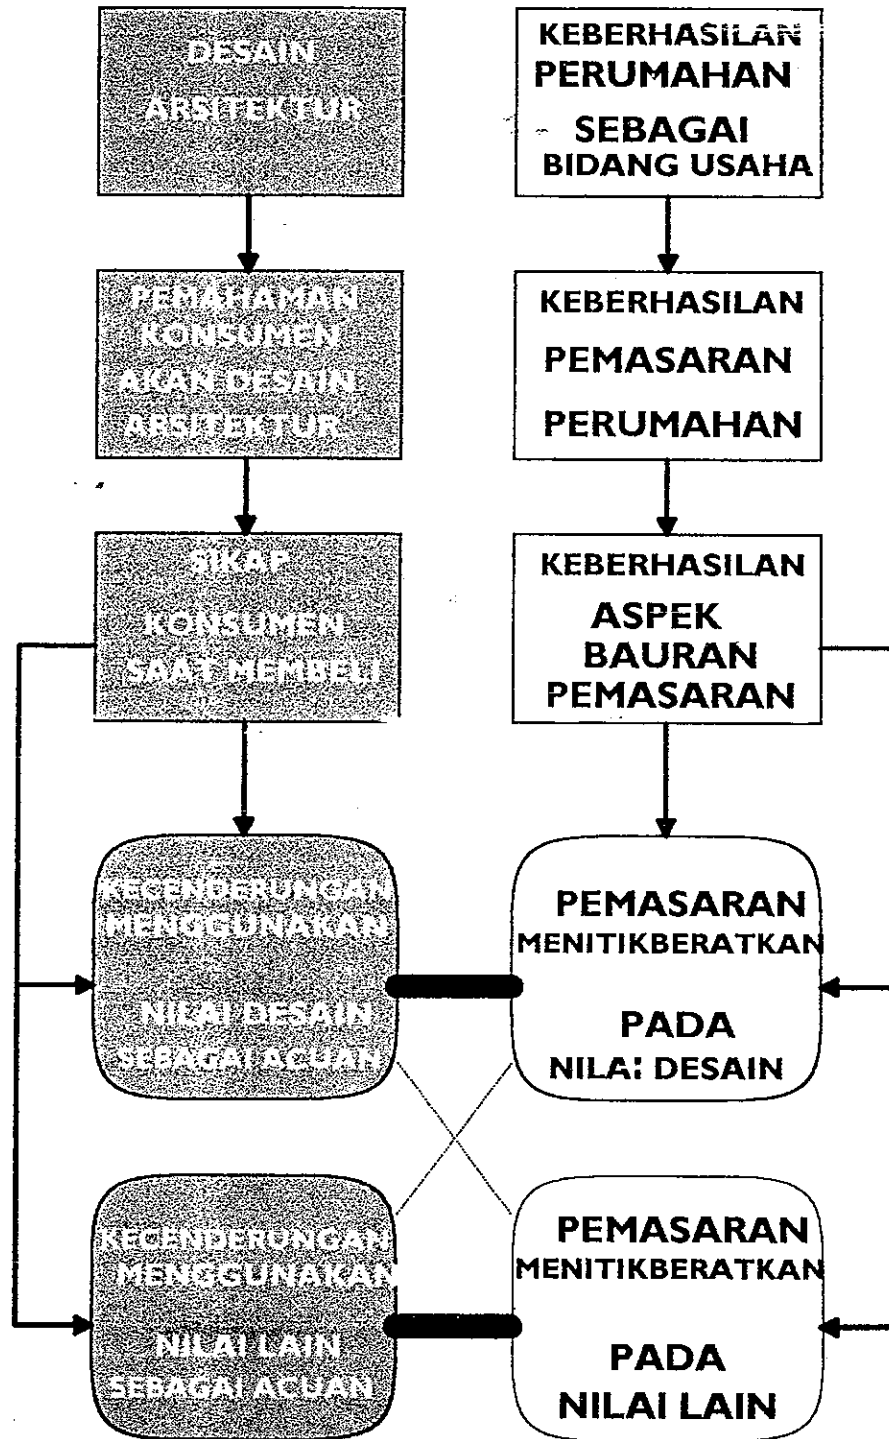 DESAIN
ARSITEKTUR
KEBERHASILAN
PERUMAHAN
SEBAGAI
BIDANG USAHA
PEMAHAMAN
KONSUMEN
AKAN DESAIN
ARSITEKTUR
KEBERHASILAN
PEMASARAN
PERUMAHAN
SIKAP
KONSUMEN
SAAT MEMBELI
KEBERHASILAN
ASPEK
BAURAN
PEMASARAN
KECENDERUNGAN
MENGGUNAKAN
NILAI DESAIN
SEBAGAI ACUAN
PEMASARAN
MENITIKBERATKAN
PADA
NILAI DESAIN
KECENDERUNGAN
MENGGUNAKAN
NILAI LAIN
SEBAGAI ACUAN
PEMASARAN
MENITIKBERATKAN
PADA
NILAI LAIN